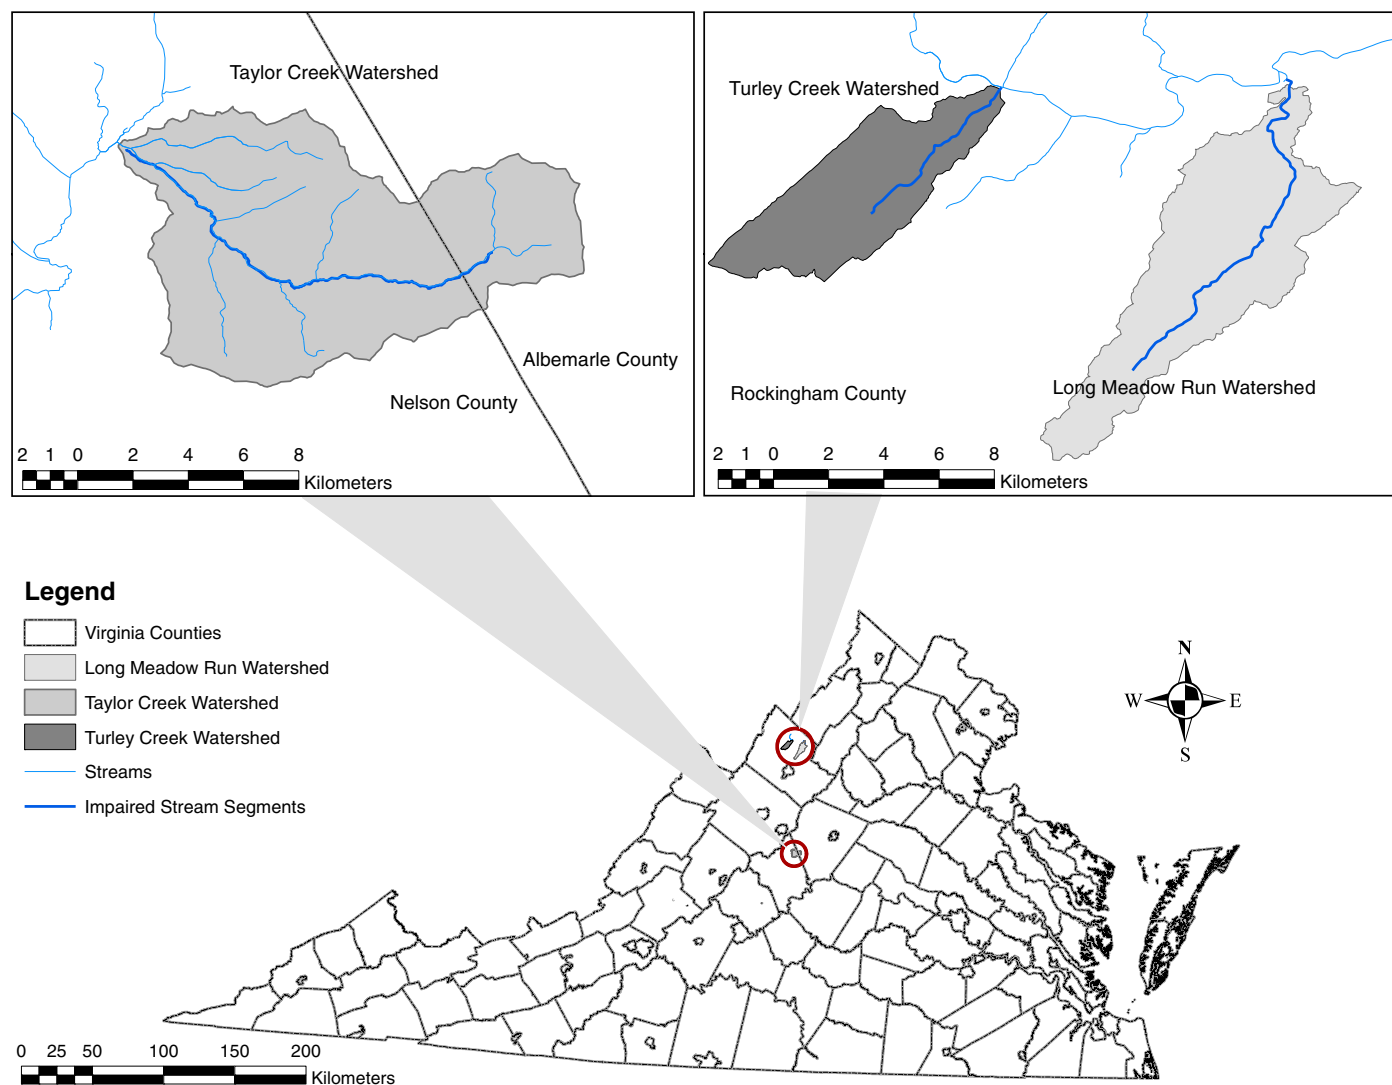 Taylor Creek Watershed
Albemarle County
Nelson County
2 1 0 2 4 6 8
Kilometers
Turley Creek Watershed
Long Meadow Run Watershed
Rockingham County
2 1 0 2 4 6 8
Kilometers
Legend
Virginia Counties
Long Meadow Run Watershed
Taylor Creek Watershed
Turley Creek Watershed
Streams
Impaired Stream Segments
N
W E
S
0 25 50 100 150 200
Kilometers